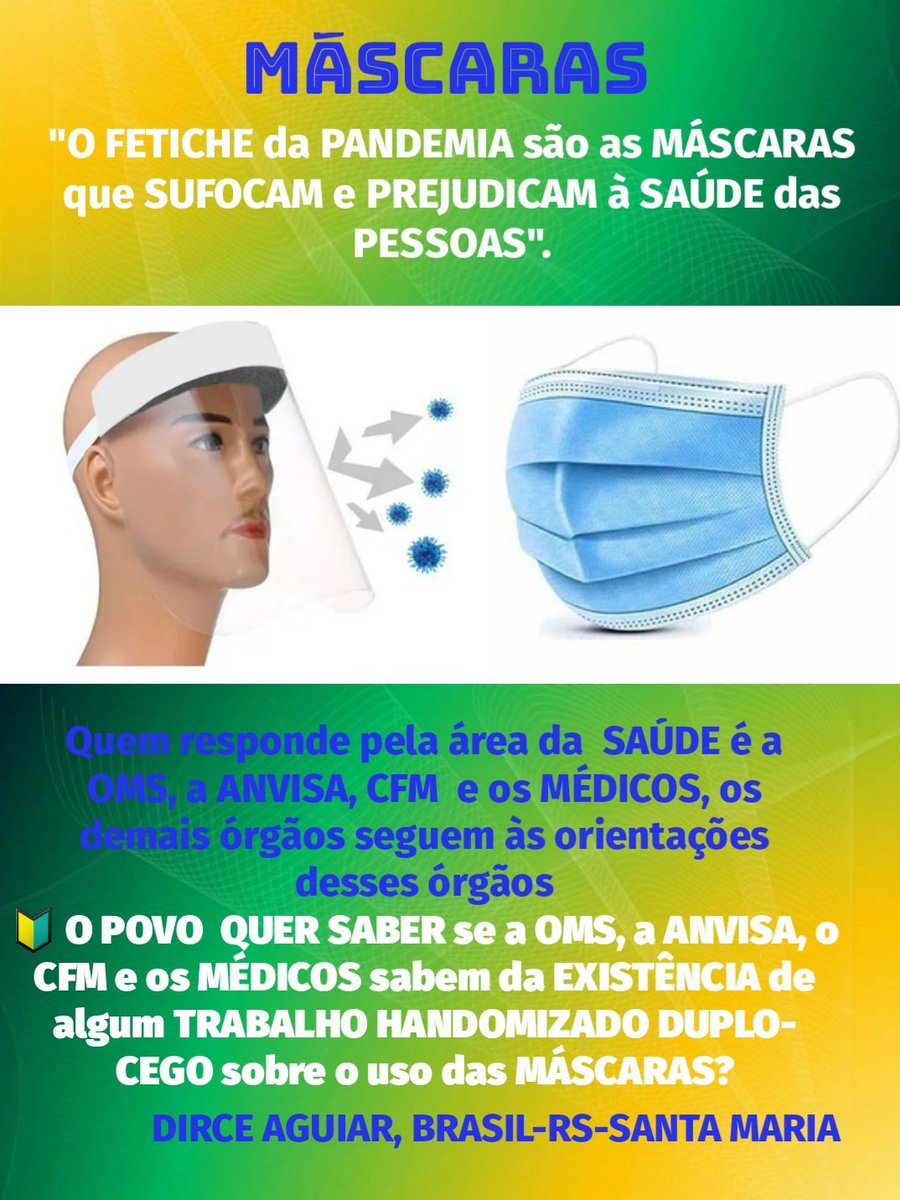 MÁSCARAS
"O FETICHE da PANDEMIA são as MÁSCARAS
que SUFOCAM e PREJUDICAM à SAÚDE das
PESSOAS".
Quem responde pela área da SAÚDE é a
OMS, a ANVISA, CFM e os MÉDICOS, os
demais órgãos seguem às orientações
desses órgãos
🔰 O POVO QUER SABER se a OMS, a ANVISA, o
CFM e os MÉDICOS sabem da EXISTÊNCIA de
algum TRABALHO HANDOMIZADO DUPLO-
CEGO sobre o uso das MÁSCARAS?
DIRCE AGUIAR, BRASIL-RS-SANTA MARIA